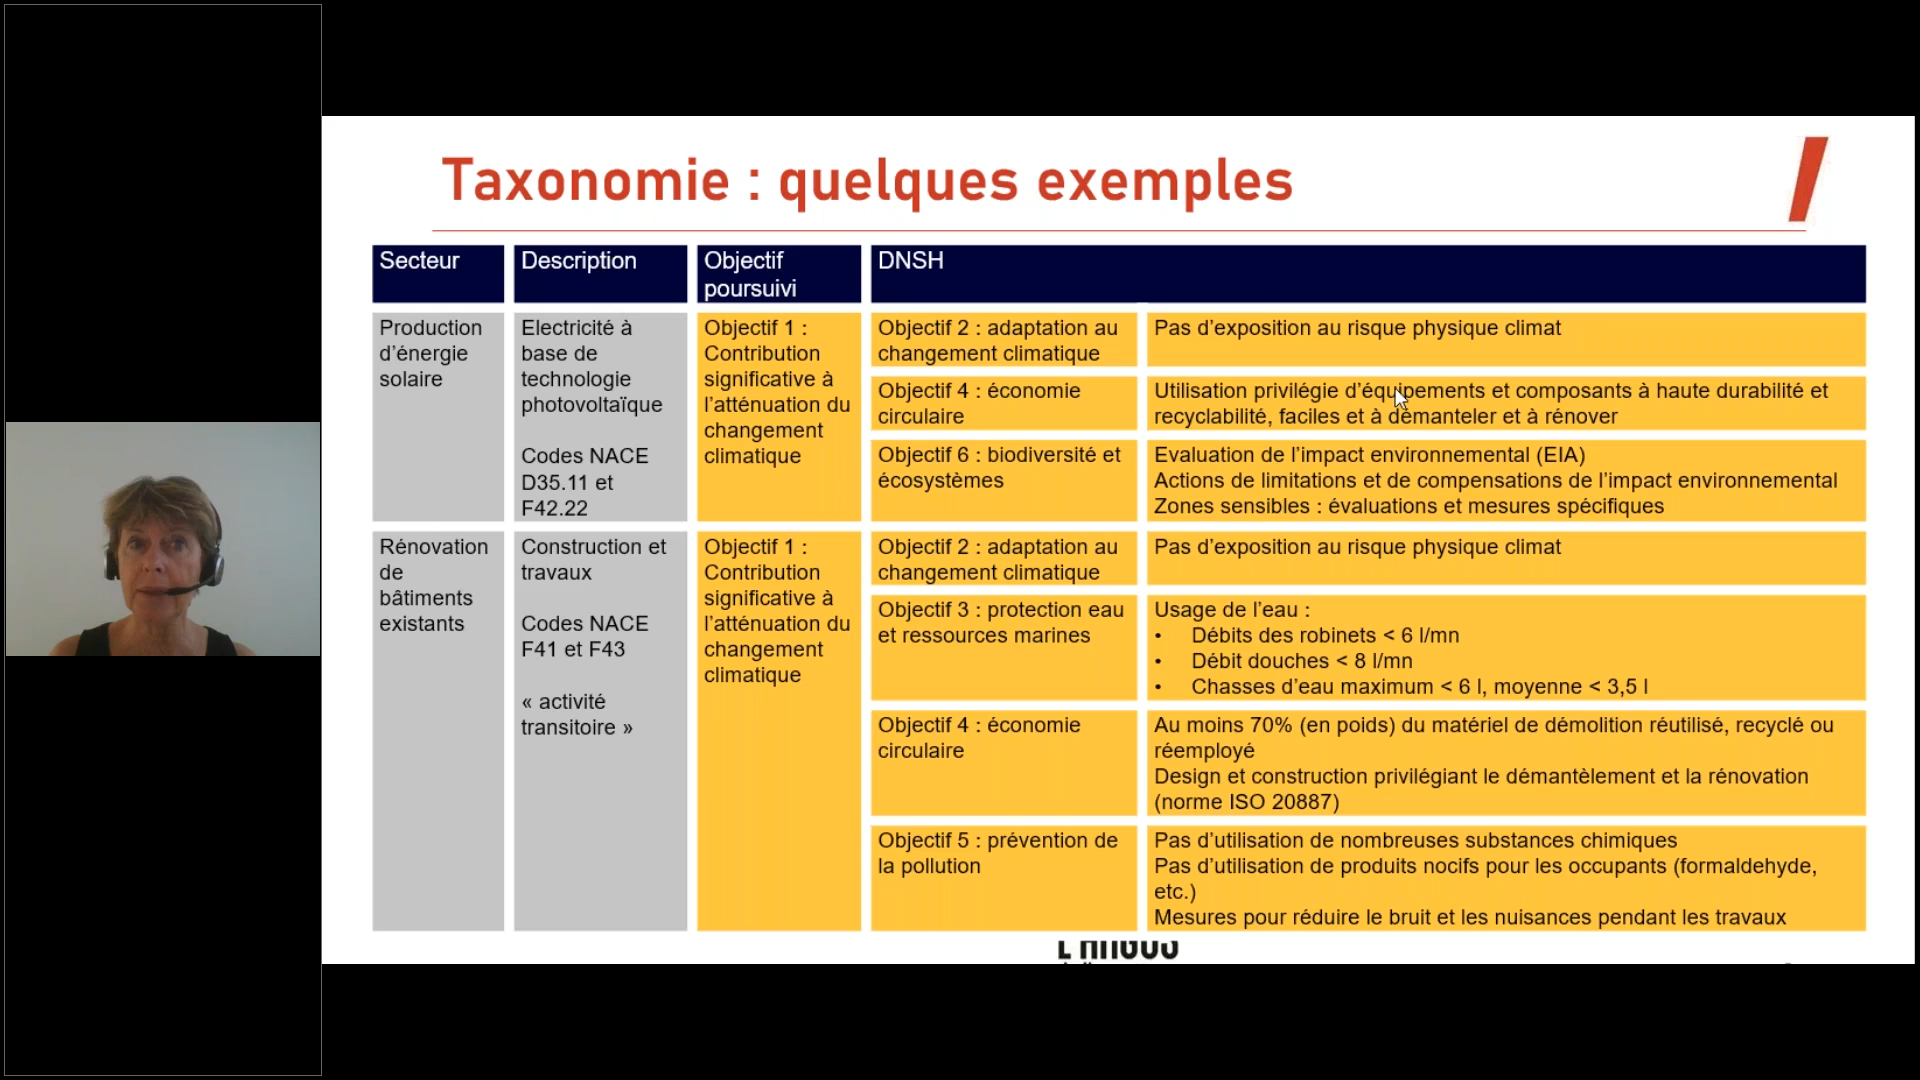 Taxonomie : quelques exemples
Secteur
Description
Objectif
poursuivi
DNSH
Production
d’énergie
solaire
Electricité à
base de
technologie
photovoltaïque
Codes NACE
D35.11 et
F42.22
Objectif 1 :
Contribution
significative à
l’atténuation du
changement
climatique
Objectif 2 : adaptation au
changement climatique
Pas d’exposition au risque physique climat
Objectif 4 : économie
circulaire
Utilisation privilégie d’équipements et composants à haute durabilité et
recyclabilité, faciles et à démanteler et à rénover
Objectif 6 : biodiversité et
écosystèmes
Evaluation de l’impact environnemental (EIA)
Actions de limitations et de compensations de l’impact environnemental
Zones sensibles : évaluations et mesures spécifiques
Rénovation
de
bâtiments
existants
Construction et
travaux
Codes NACE
F41 et F43
« activité
transitoire »
Objectif 1 :
Contribution
significative à
l’atténuation du
changement
climatique
Objectif 2 : adaptation au
changement climatique
Pas d’exposition au risque physique climat
Objectif 3 : protection eau
et ressources marines
Usage de l’eau :
• Débits des robinets < 6 l/mn
• Débit douches < 8 l/mn
• Chasses d’eau maximum < 6 l, moyenne < 3,5 l
Objectif 4 : économie
circulaire
Au moins 70% (en poids) du matériel de démolition réutilisé, recyclé ou
réemployé
Design et construction privilégiant le démantèlement et la rénovation
(norme ISO 20887)
Objectif 5 : prévention de
la pollution
Pas d’utilisation de nombreuses substances chimiques
Pas d’utilisation de produits nocifs pour les occupants (formaldehyde,
etc.)
Mesures pour réduire le bruit et les nuisances pendant les travaux